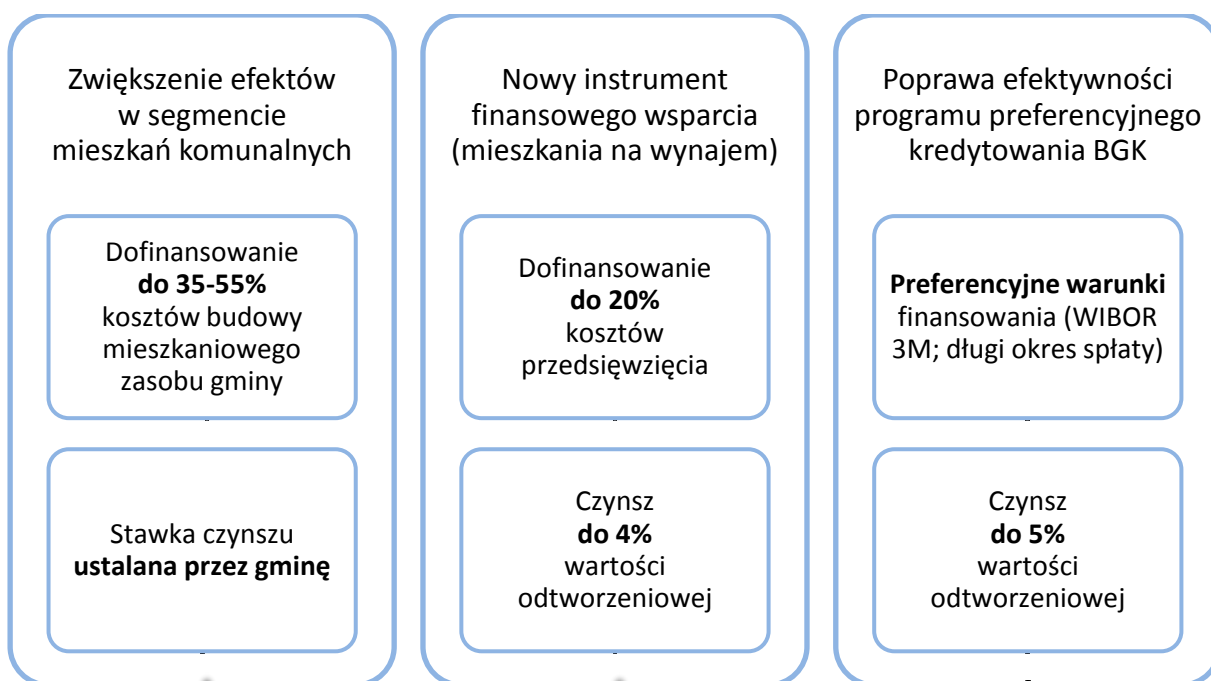 Zwiększenie efektów
w segmencie
mieszkań komunalnych
Dofinansowanie
do 35-55%
kosztów budowy
mieszkaniowego
zasobu gminy
Stawka czynszu
ustalana przez gminę
Nowy instrument
finansowego wsparcia
(mieszkania na wynajem)
Dofinansowanie
do 20%
kosztów
przedsięwzięcia
Czynsz
do 4%
wartości
odtworzeniowej
Poprawa efektywności
programu preferencyjnego
kredytowania BGK
Preferencyjne warunki
finansowania (WIBOR
3M; długi okres spłaty)
Czynsz
do 5%
wartości
odtworzeniowej